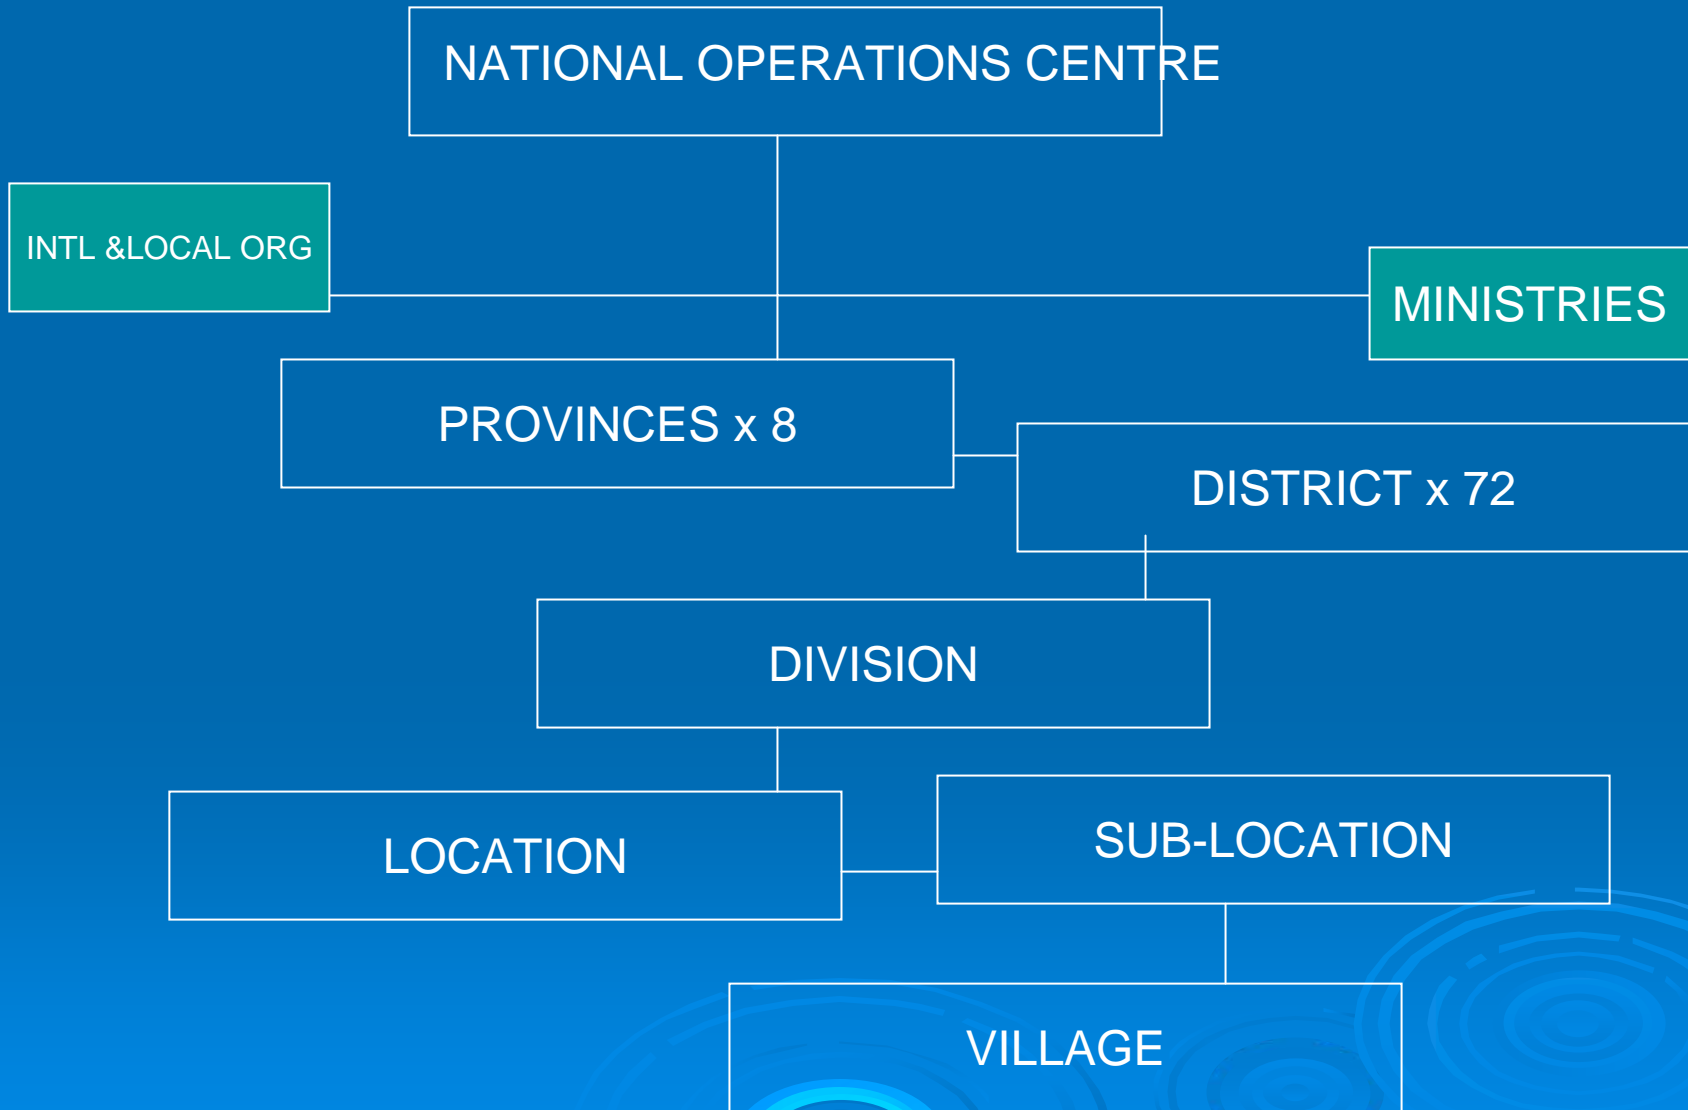 NATIONAL OPERATIONS CENTRE
INTL &LOCAL ORG
MINISTRIES
PROVINCES x 8
DISTRICT x 72
DIVISION
LOCATION
SUB-LOCATION
VILLAGE